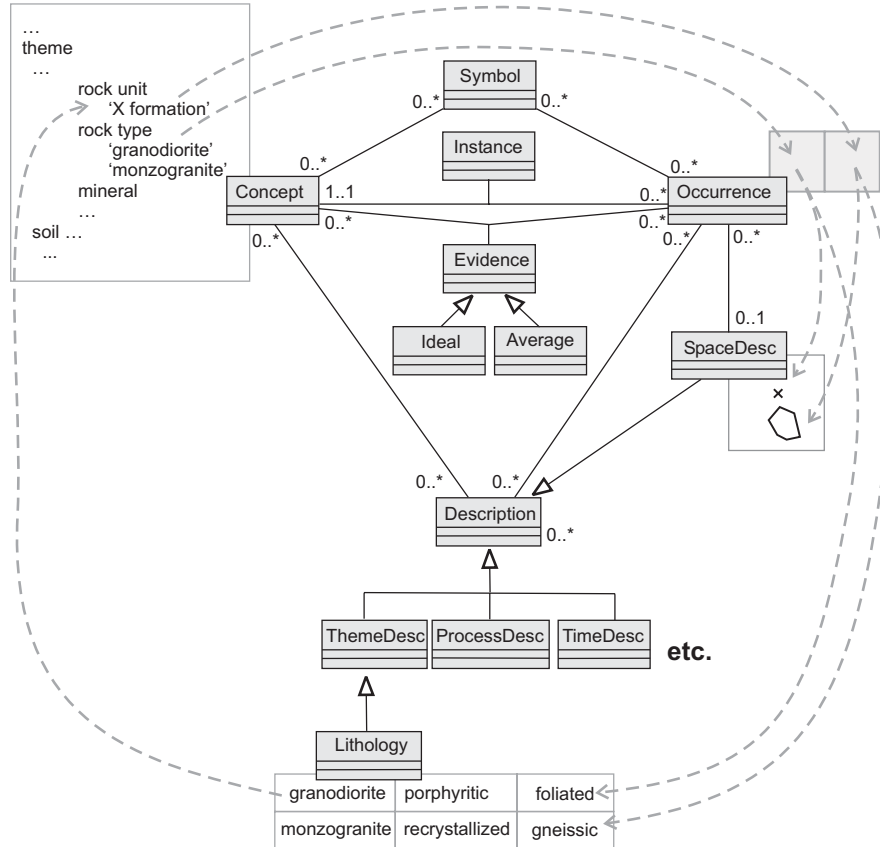 …
theme
…
rock unit
‘X formation’
rock type
‘granodiorite’
‘monzogranite’
mineral
…
soil …
...
Symbol
0..*
0..*
Instance
0..*
0..*
Concept
1..1
0..*
Occurrence
0..*
0..*
0..*
0..*
0..*
Evidence
Ideal
Average
0..1
SpaceDesc
×
0..*
0..*
Description
0..*
ThemeDesc
ProcessDesc
TimeDesc
etc.
Lithology
granodiorite porphyritic foliated
monzogranite recrystallized gneissic